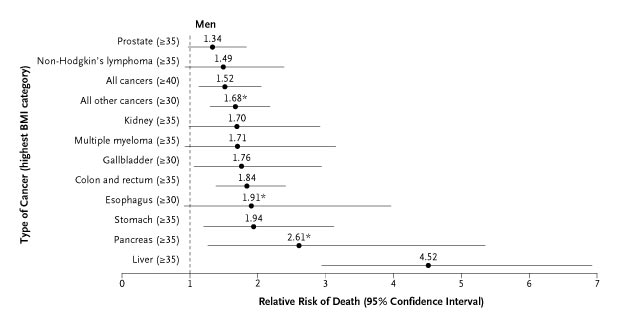 Men
Type of Cancer (highest BMI category)
Prostate (≥35) 1.34
Non-Hodgkin's lymphoma (≥35) 1.49
All cancers (≥40) 1.52
All other cancers (≥30) 1.68*
Kidney (≥35) 1.70
Multiple myeloma (≥35) 1.71
Gallbladder (≥30) 1.76
Colon and rectum (≥35) 1.84
Esophagus (≥30) 1.91*
Stomach (≥35) 1.94
Pancreas (≥35) 2.61*
Liver (≥35) 4.52
0 1 2 3 4 5 6 7
Relative Risk of Death (95% Confidence Interval)